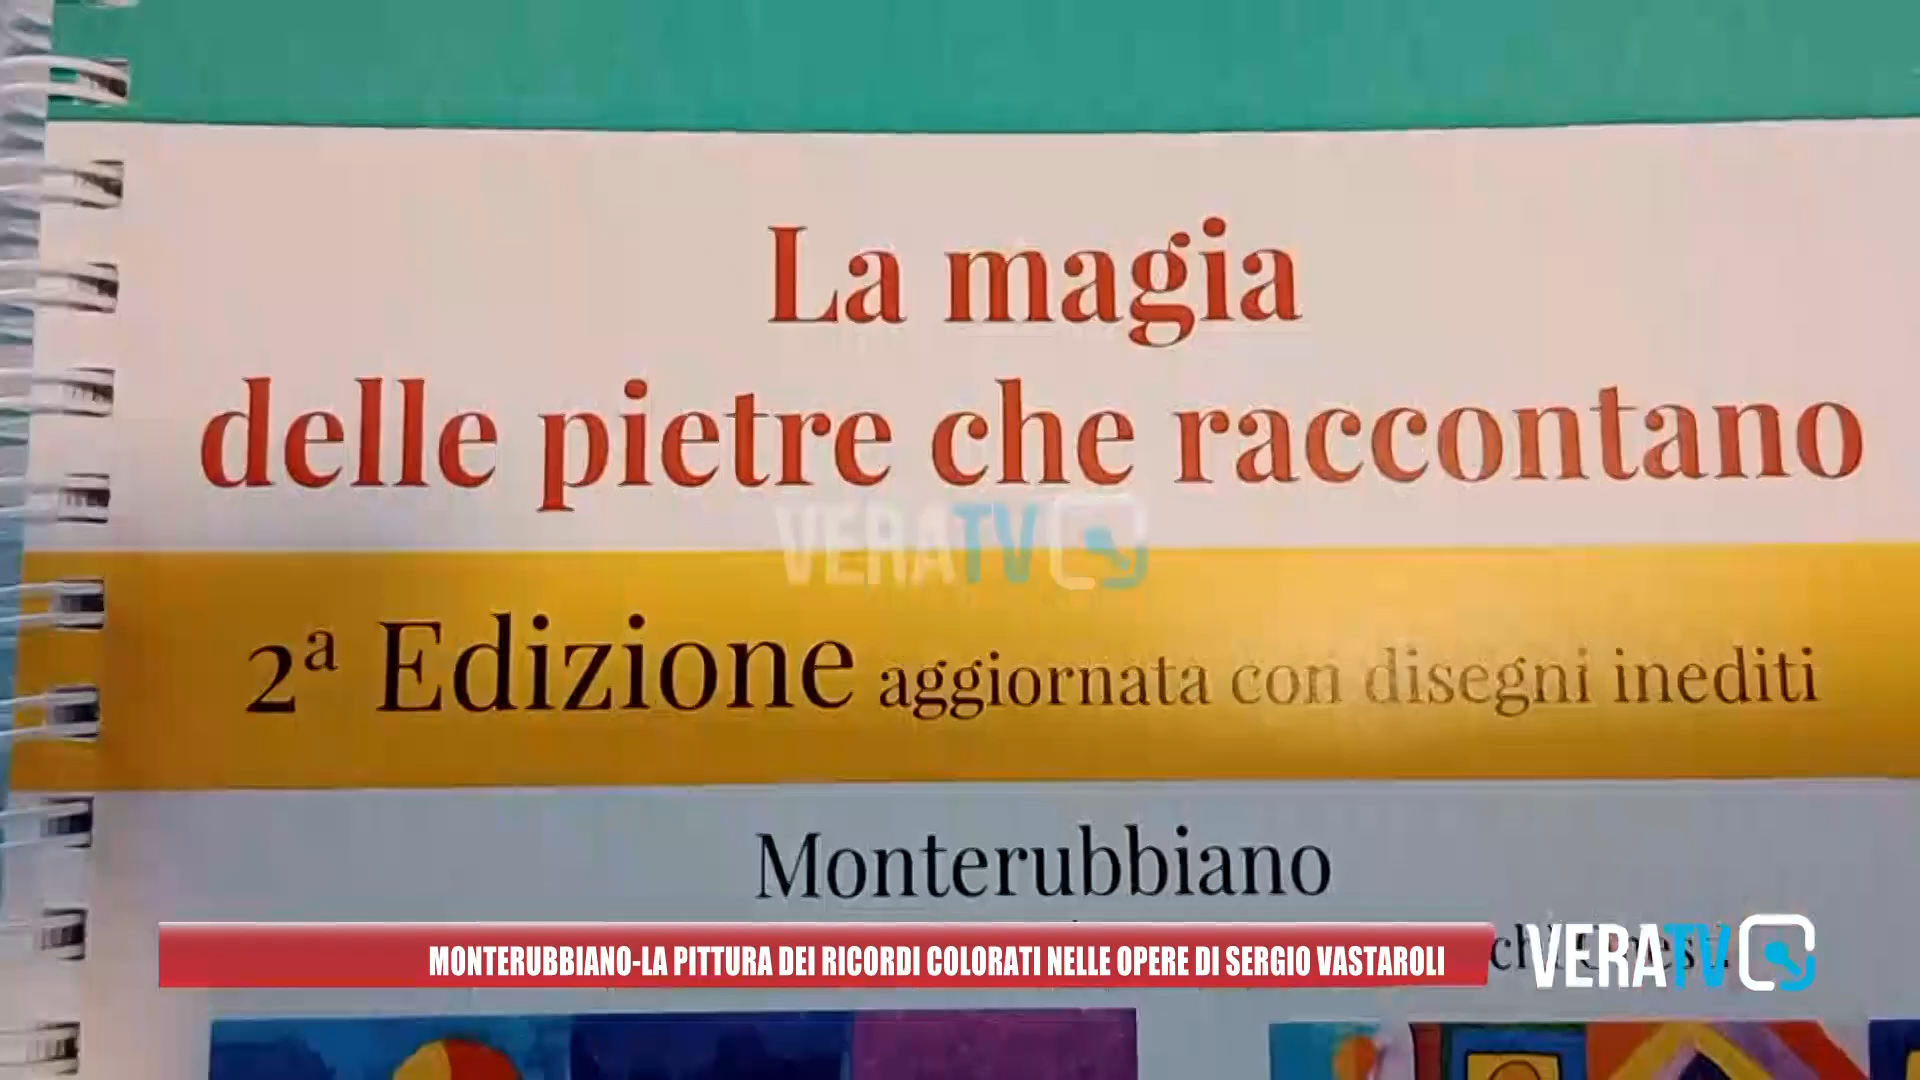 La magia
delle pietre che raccontano
VERATV
2ª Edizione aggiornata con disegni inediti
Monterubbiano
MONTERUBBIANO-LA PITTURA DEI RICORDI COLORATI NELLE OPERE DI SERGIO VASTAROLI
VERATV